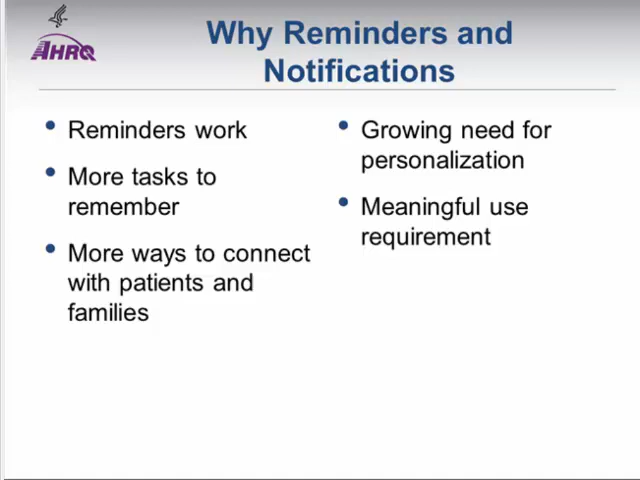 AHRQ
Why Reminders and
Notifications
• Reminders work
• More tasks to
remember
• More ways to connect
with patients and
families
• Growing need for
personalization
• Meaningful use
requirement